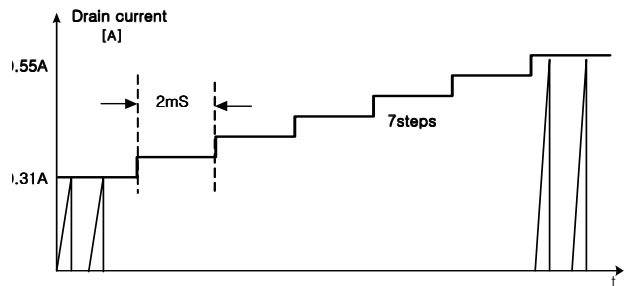 Drain current
[A]
.55A
2mS
7steps
.31A
t